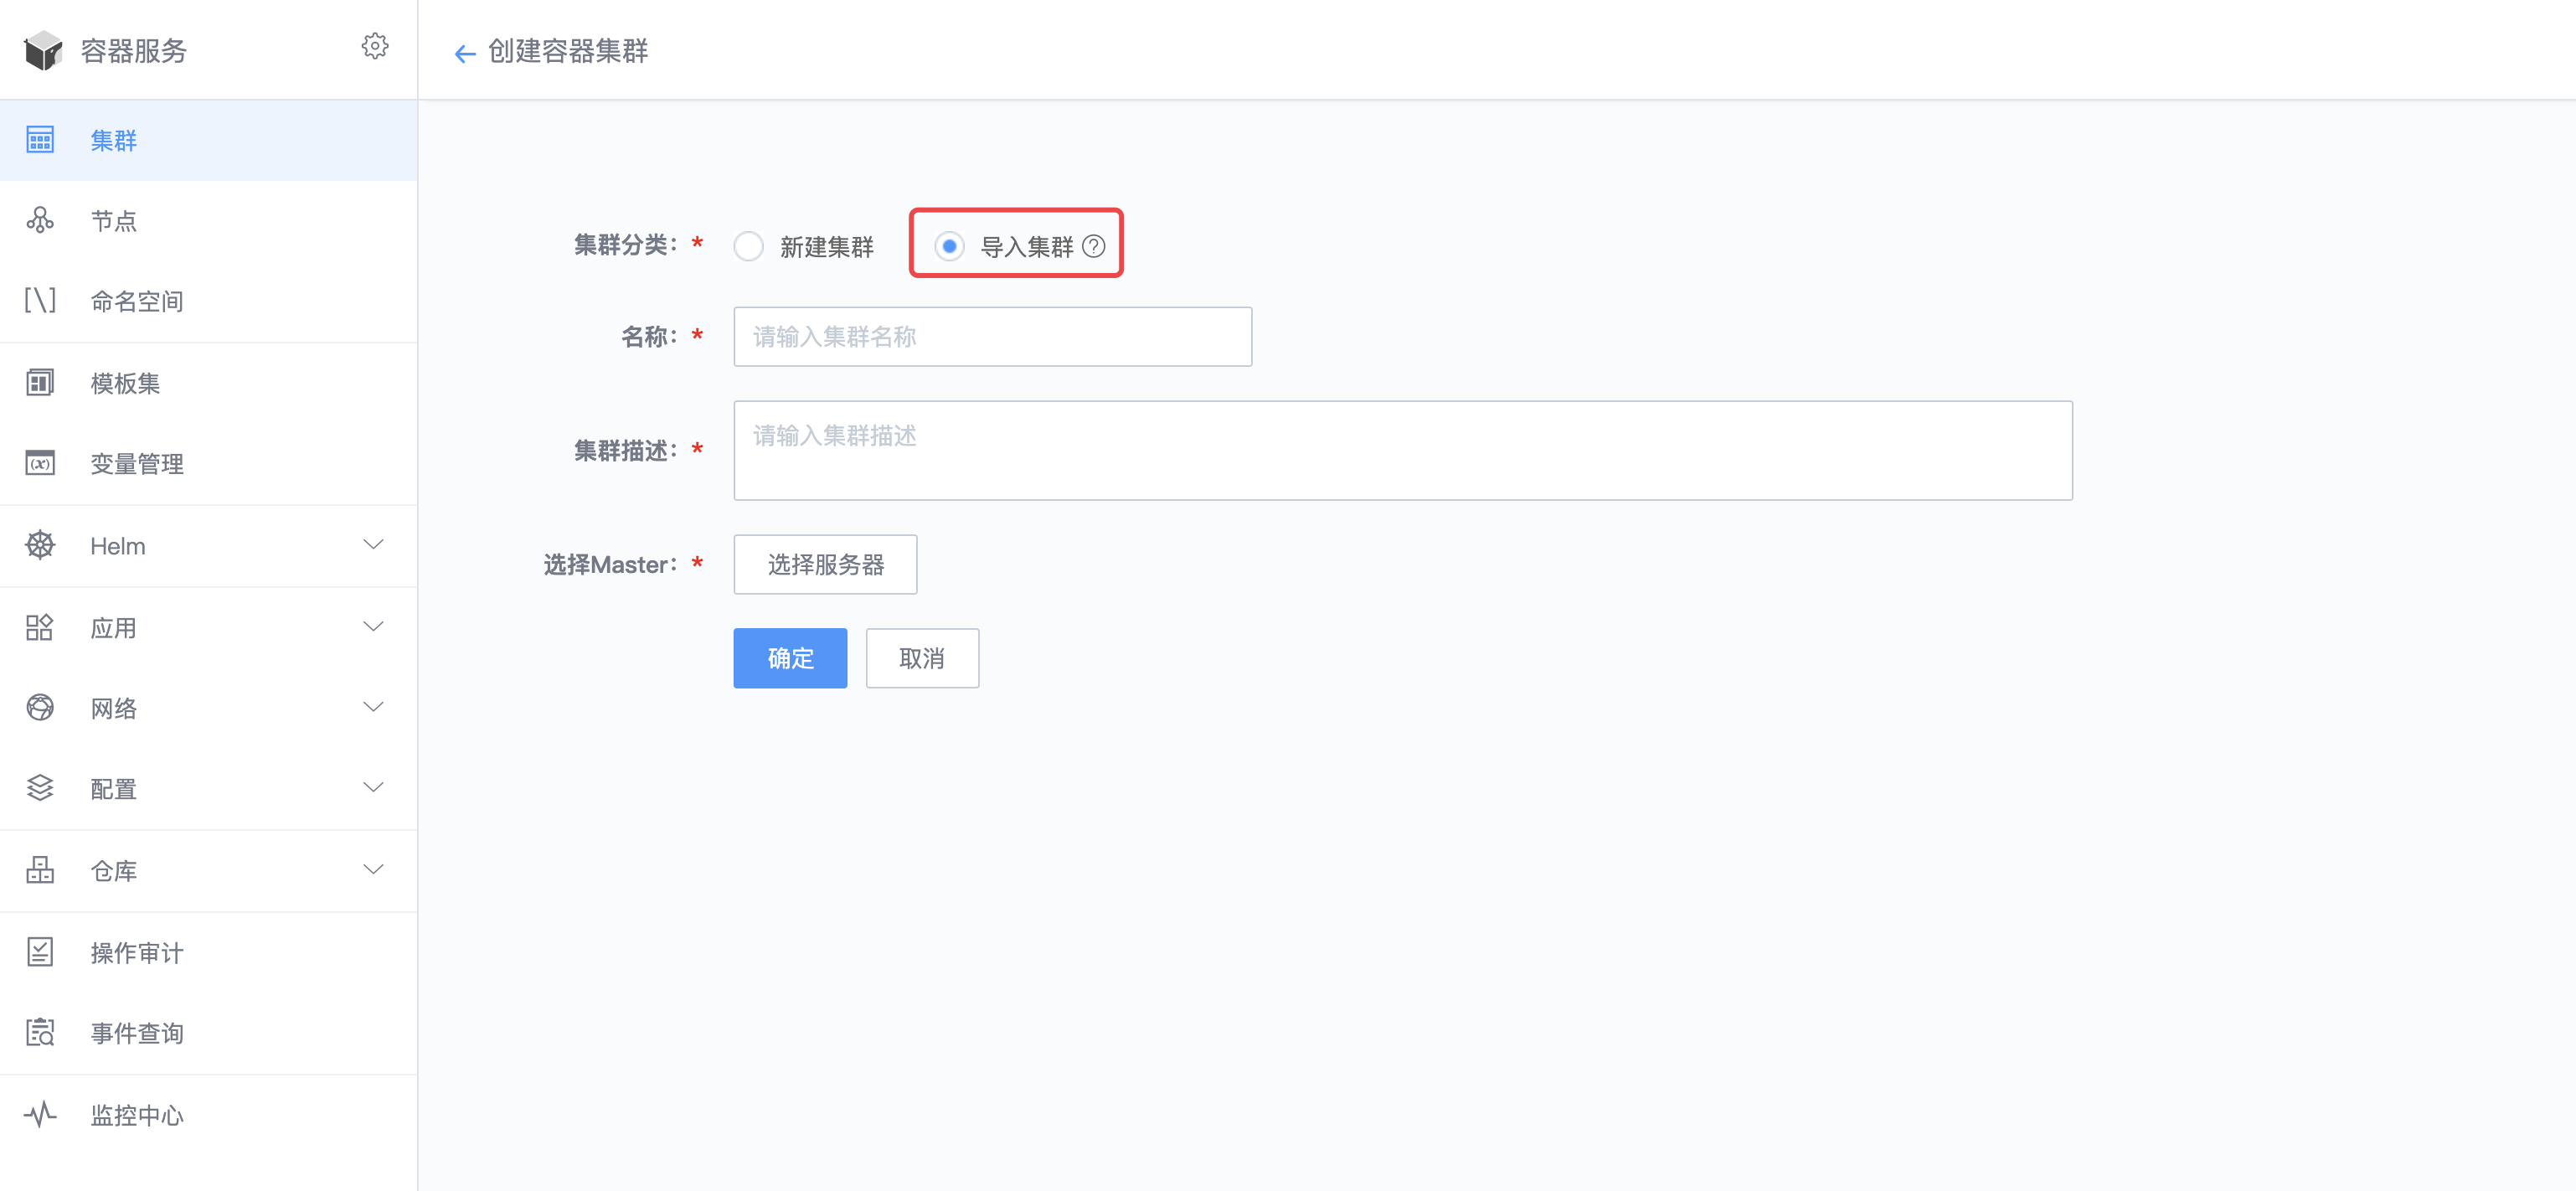 容器服务
创建容器集群
集群
节点
命名空间
模板集
变量管理
Helm
应用
网络
配置
仓库
操作审计
事件查询
监控中心
集群分类： * 新建集群 导入集群 ?
名称： * 请输入集群名称
集群描述： * 请输入集群描述
选择Master： * 选择服务器
确定 取消